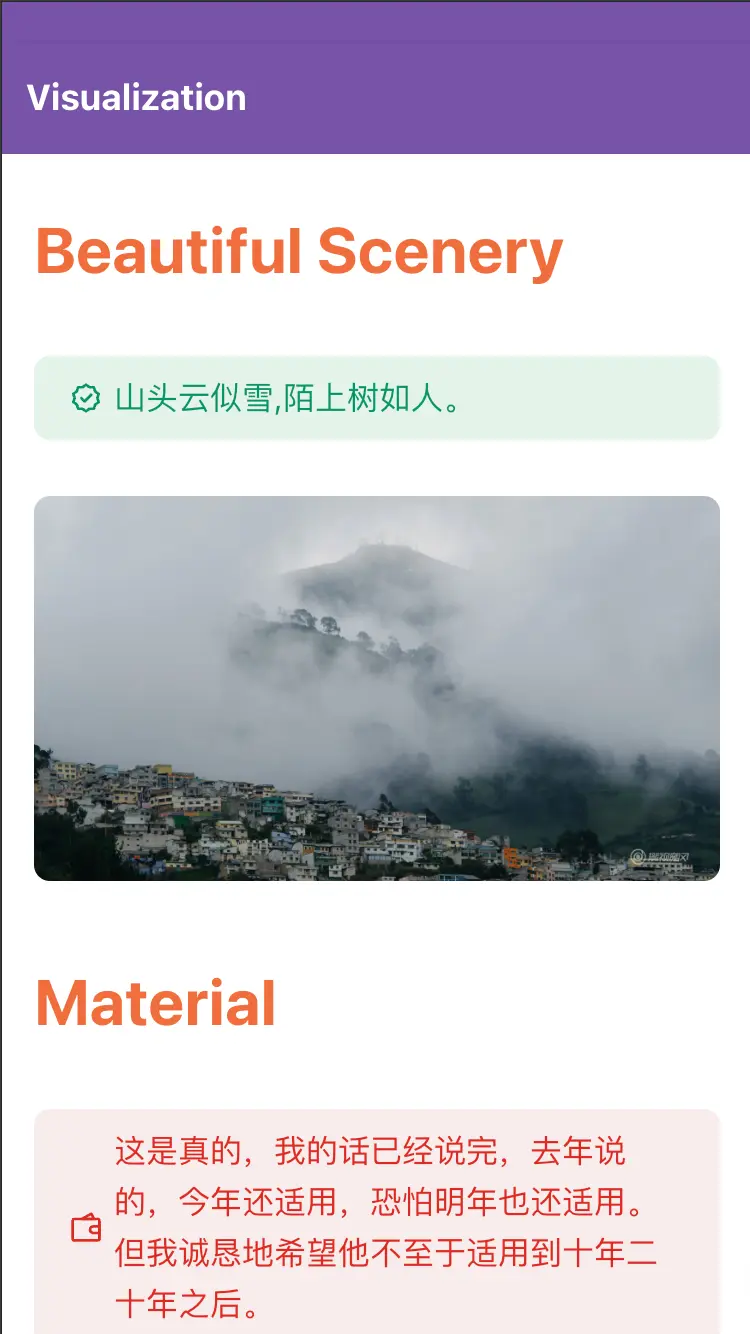 Visualization
Beautiful Scenery
山头云似雪,陌上树如人。
Material
这是真的，我的话已经说完，去年说
的，今年还适用，恐怕明年也还适用。
但我诚恳地希望他不至于适用到十年二
十年之后。